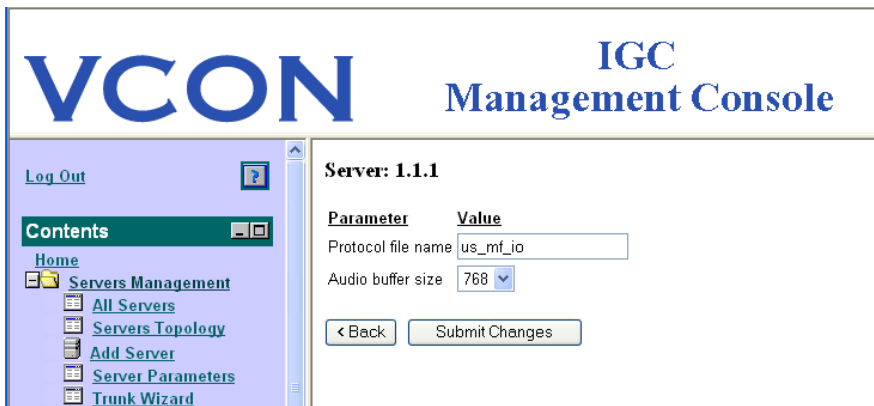 VCON
IGC
Management Console
Log Out
?
Contents
Home
Servers Management
All Servers
Servers Topology
Add Server
Server Parameters
Trunk Wizard
Server: 1.1.1
Parameter Value
Protocol file name us_mf_io
Audio buffer size 768
< Back Submit Changes